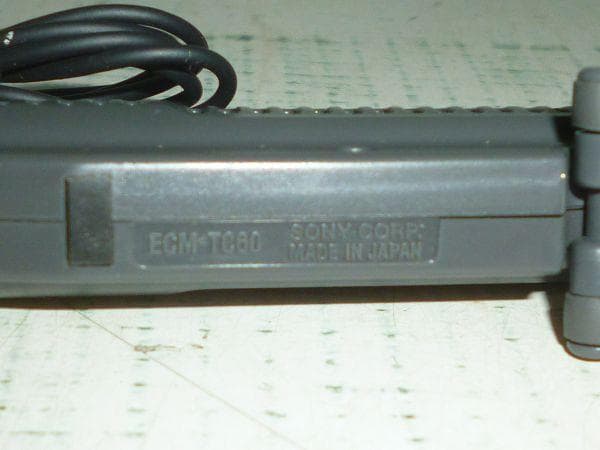 ECM-TC60
SONY CORP.
MADE IN JAPAN